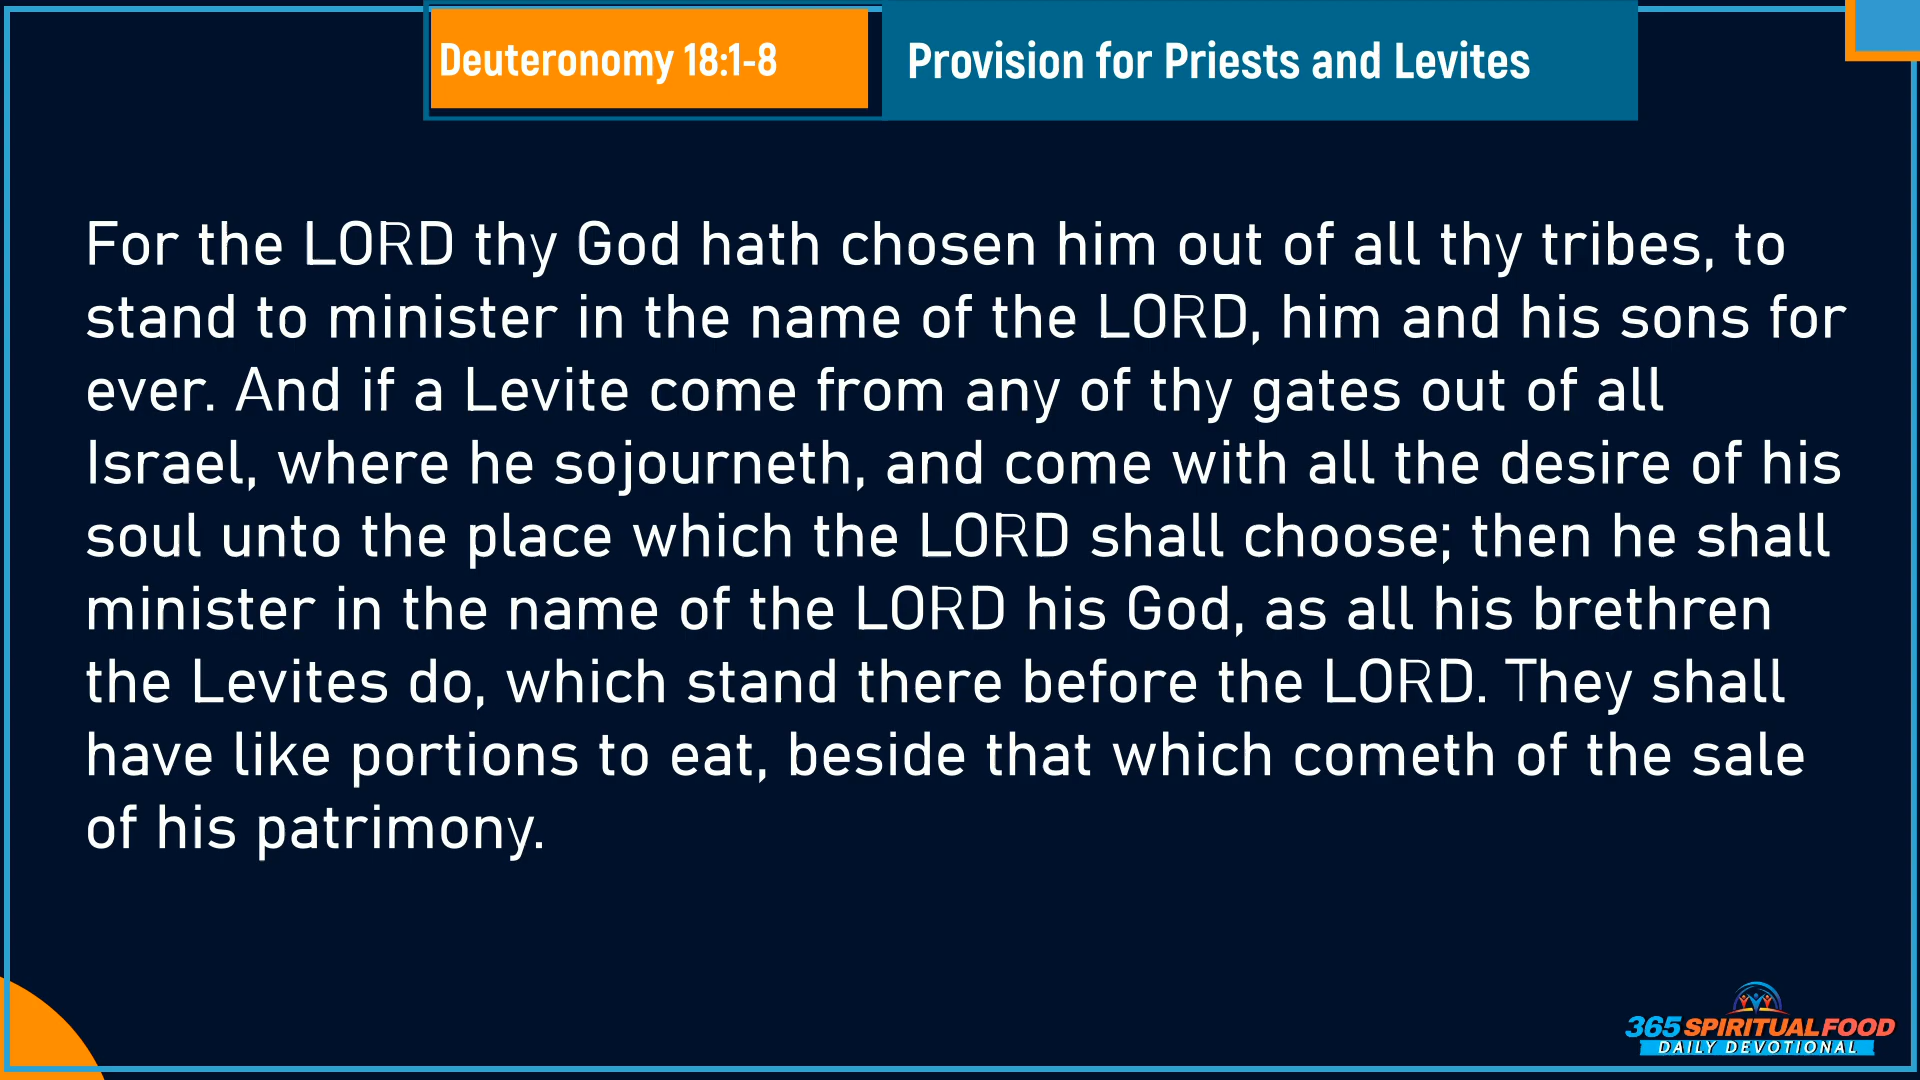 Deuteronomy 18:1-8
Provision for Priests and Levites
For the LORD thy God hath chosen him out of all thy tribes, to
stand to minister in the name of the LORD, him and his sons for
ever. And if a Levite come from any of thy gates out of all
Israel, where he sojourneth, and come with all the desire of his
soul unto the place which the LORD shall choose; then he shall
minister in the name of the LORD his God, as all his brethren
the Levites do, which stand there before the LORD. They shall
have like portions to eat, beside that which cometh of the sale
of his patrimony.
365 SPIRITUAL FOOD
DAILY DEVOTIONAL